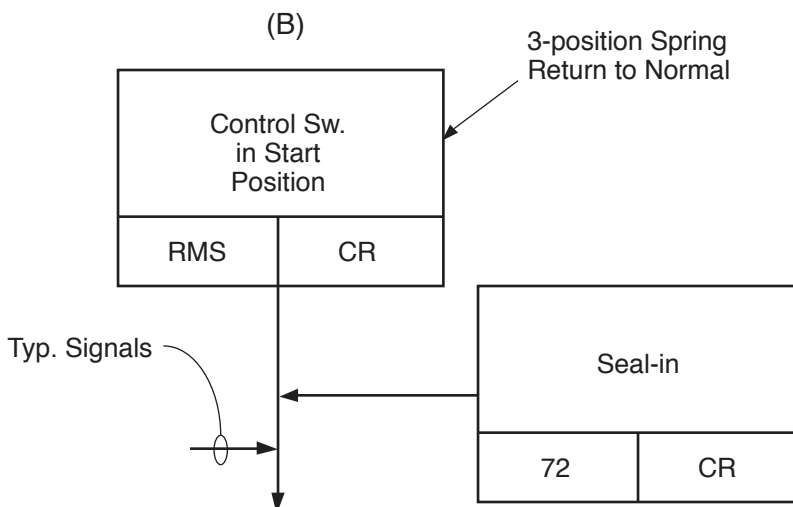 (B)
3-position Spring
Return to Normal
Control Sw.
in Start
Position
RMS
CR
Typ. Signals
Seal-in
72
CR